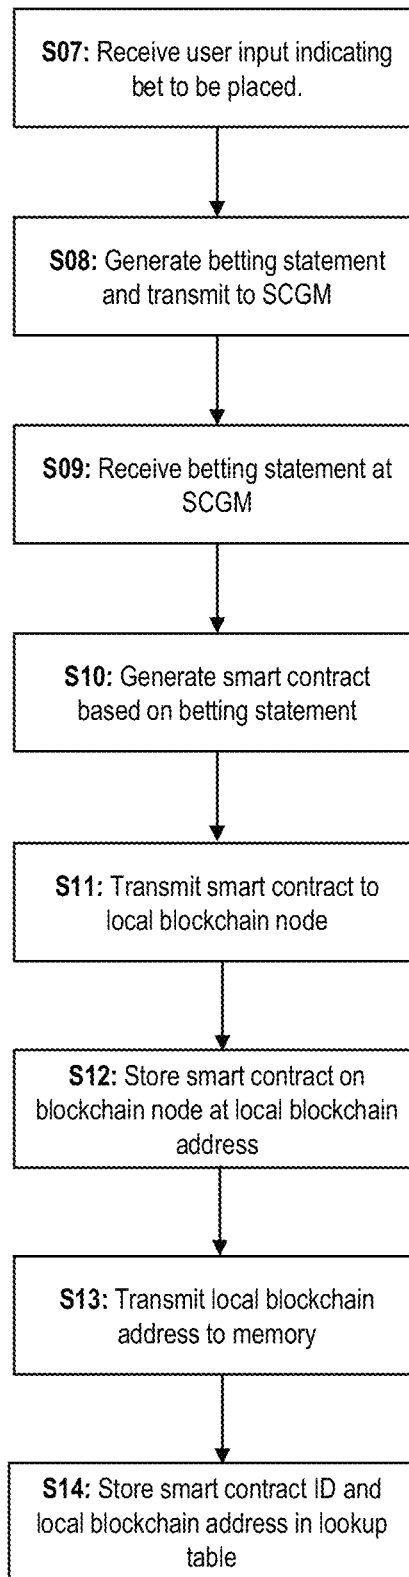 S07: Receive user input indicating
bet to be placed.
S08: Generate betting statement
and transmit to SCGM
S09: Receive betting statement at
SCGM
S10: Generate smart contract
based on betting statement
S11: Transmit smart contract to
local blockchain node
S12: Store smart contract on
blockchain node at local blockchain
address
S13: Transmit local blockchain
address to memory
S14: Store smart contract ID and
local blockchain address in lookup
table